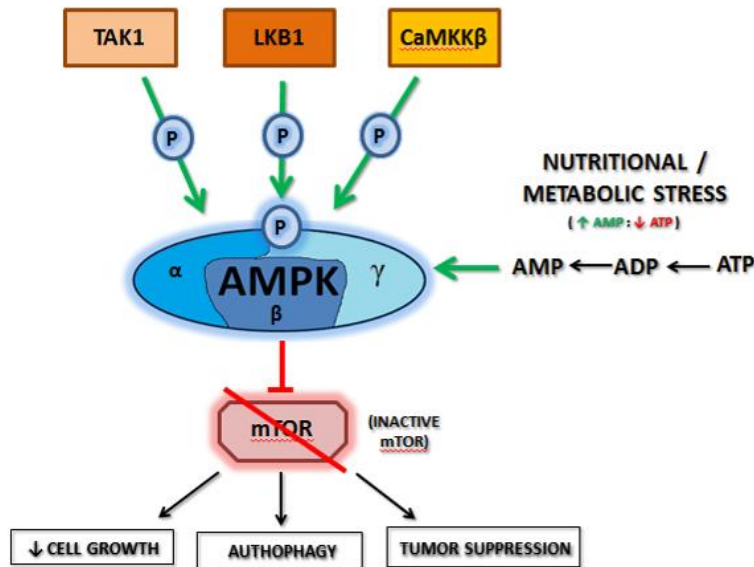 TAK1
LKB1
CaMKKβ
P
P
P
NUTRITIONAL /
METABOLIC STRESS
( ↑ AMP : ↓ ATP )
P
α
AMPK
γ
β
AMP ← ADP ← ATP
mTOR
(INACTIVE
mTOR)
↓ CELL GROWTH
AUTHOPHAGY
TUMOR SUPPRESSION